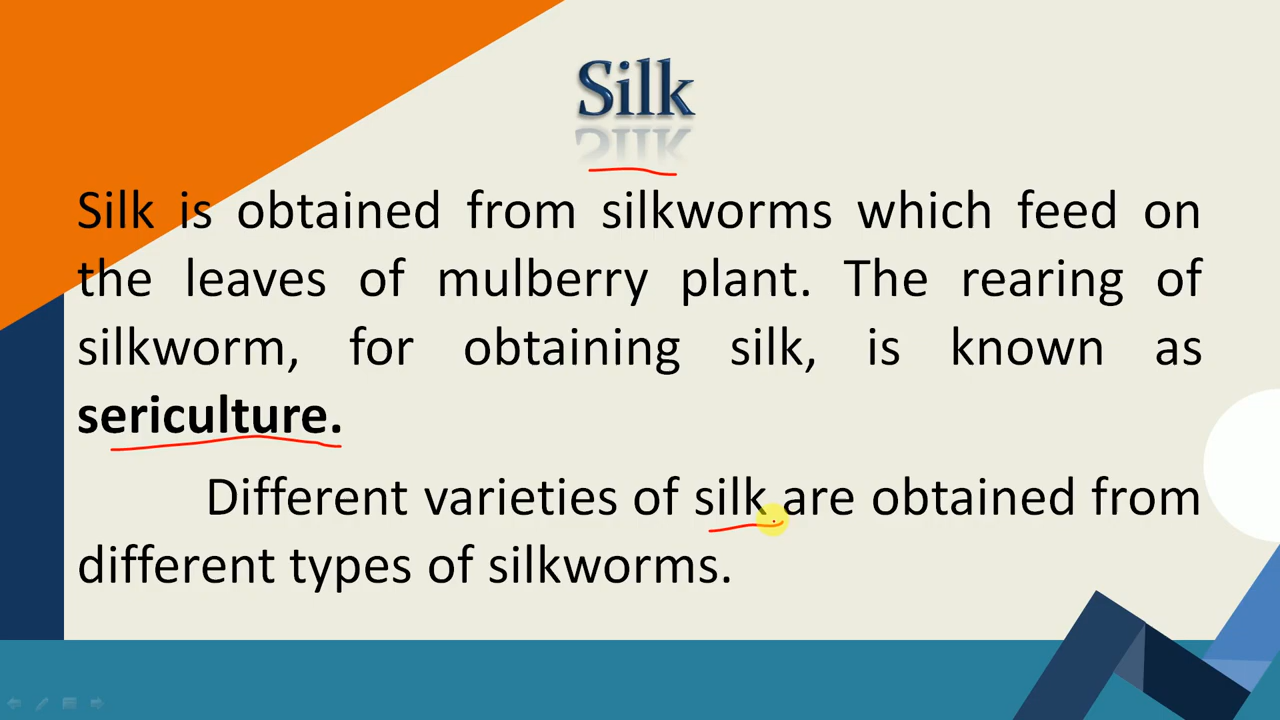 Silk
Silk is obtained from silkworms which feed on
the leaves of mulberry plant. The rearing of
silkworm, for obtaining silk, is known as
sericulture.
Different varieties of silk are obtained from
different types of silkworms.